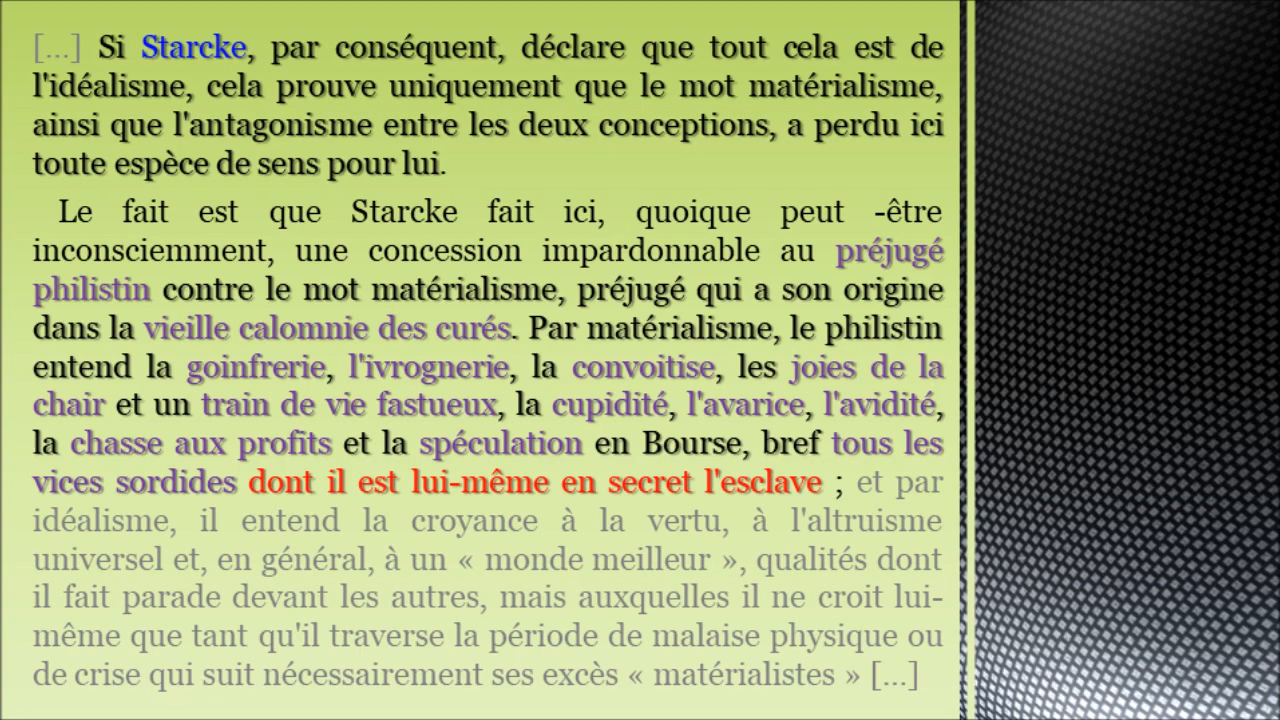 [...] Si Starcke, par conséquent, déclare que tout cela est de
l'idéalisme, cela prouve uniquement que le mot matérialisme,
ainsi que l'antagonisme entre les deux conceptions, a perdu ici
toute espèce de sens pour lui.
Le fait est que Starcke fait ici, quoique peut -être
inconsciemment, une concession impardonnable au préjugé
philistin contre le mot matérialisme, préjugé qui a son origine
dans la vieille calomnie des curés. Par matérialisme, le philistin
entend la goinfrerie, l'ivrognerie, la convoitise, les joies de la
chair et un train de vie fastueux, la cupidité, l'avarice, l'avidité,
la chasse aux profits et la spéculation en Bourse, bref tous les
vices sordides dont il est lui-même en secret l'esclave ; et par
idéalisme, il entend la croyance à la vertu, à l'altruisme
universel et, en général, à un « monde meilleur », qualités dont
il fait parade devant les autres, mais auxquelles il ne croit lui-
même que tant qu'il traverse la période de malaise physique ou
de crise qui suit nécessairement ses excès « matérialistes » [...]